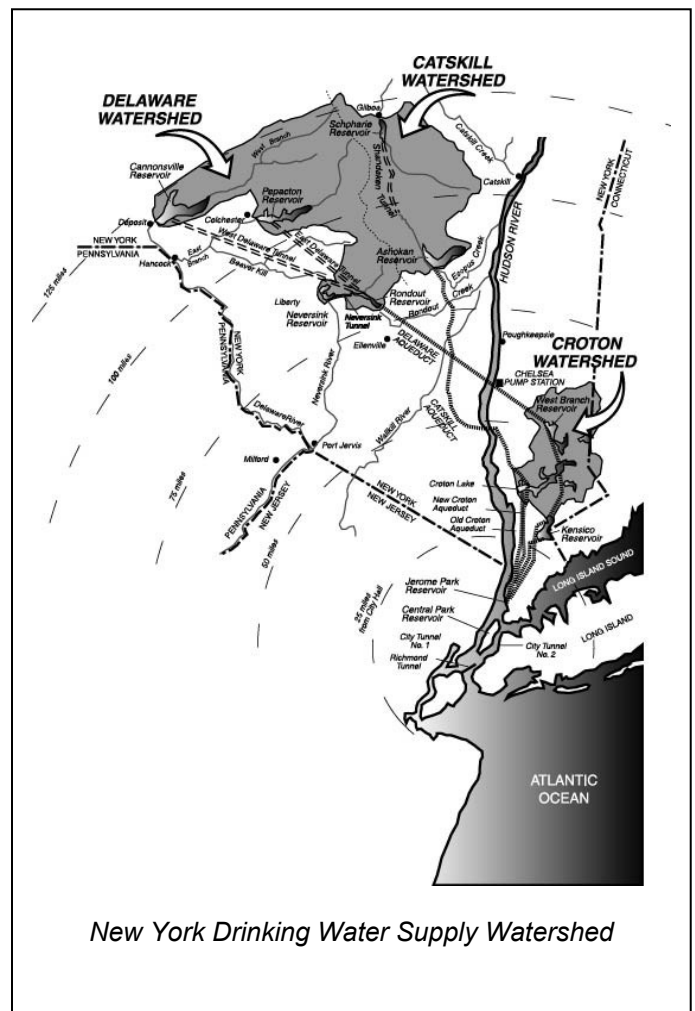 CATSKILL
WATERSHED
DELAWARE
WATERSHED
Gilboa
Schoharie
Reservoir
West Branch
Shandaken
Tunnel
Catskill Creek
Catskill
Cannonsville
Reservoir
Pepacton
Reservoir
NEW YORK
CONNECTICUT
Deposit
Colchester
East Delaware Tunnel
West Delaware Tunnel
NEW YORK
PENNSYLVANIA
Hancock
East
Branch
Beaver Kill
Ashokan
Reservoir
Esopus Creek
HUDSON RIVER
125 miles
Liberty
Neversink
Reservoir
Neversink
Tunnel
Rondout
Reservoir
Rondout
Creek
Ellenville
DELAWARE
AQUEDUCT
Poughkeepsie
CROTON
WATERSHED
CHELSEA
PUMP STATION
NEW YORK
PENNSYLVANIA
100 miles
Neversink River
CATSKILL
AQUEDUCT
West Branch
Reservoir
Delaware River
Wallkill River
Port Jervis
Milford
75 miles
PENNSYLVANIA
NEW JERSEY
NEW YORK
NEW JERSEY
Croton Lake
New Croton
Aqueduct
Old Croton
Aqueduct
Kensico
Reservoir
50 miles
Jerome Park
Reservoir
LONG ISLAND SOUND
25 miles
from City Hall
Central Park
Reservoir
City Tunnel
No. 1
City Tunnel
No. 2
LONG ISLAND
Richmond
Tunnel
ATLANTIC
OCEAN
New York Drinking Water Supply Watershed